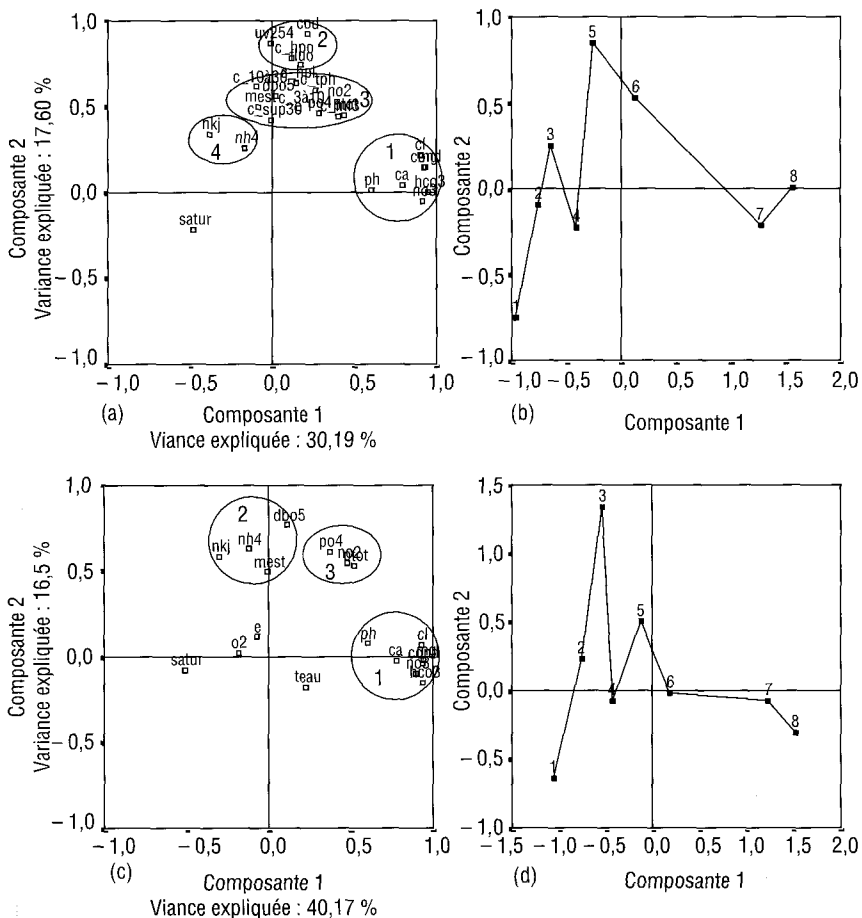 1,0
0,5
0,0
– 0,5
– 1,0
Composante 2
Variance expliquée : 17,60 %
cod
uv254
2
c_hpo
c_tph
no2
dbo5
mest
c_3à10
po4
3
c_sup30
nkj
nh4
4
1
cl
ca
hco3
ph
satur
– 1,0 – 0,5 0,0 0,5 1,0
(a)
Composante 1
Viance expliquée : 30,19 %
1,0
0,5
0,0
– 0,5
– 1,0
Composante 2
1
2
3
4
5
6
7
8
– 1,0 – 0,5 0,0 0,5 1,0 1,5 2,0
(b)
Composante 1
1,0
0,5
0,0
– 0,5
– 1,0
Composante 2
Variance expliquée : 16,5 %
2
dbo5
nkj
nh4
mest
po4
no2
ptot
3
e
o2
satur
teau
ph
ca
cl
1
– 1,0 – 0,5 0,0 0,5 1,0
(c)
Composante 1
Viance expliquée : 40,17 %
1,5
1,0
0,5
0,0
– 0,5
– 1,0
Composante 2
1
2
3
4
5
6
7
8
– 1,5 – 1,0 – 0,5 0,0 0,5 1,0 1,5 2,0
(d)
Composante 1